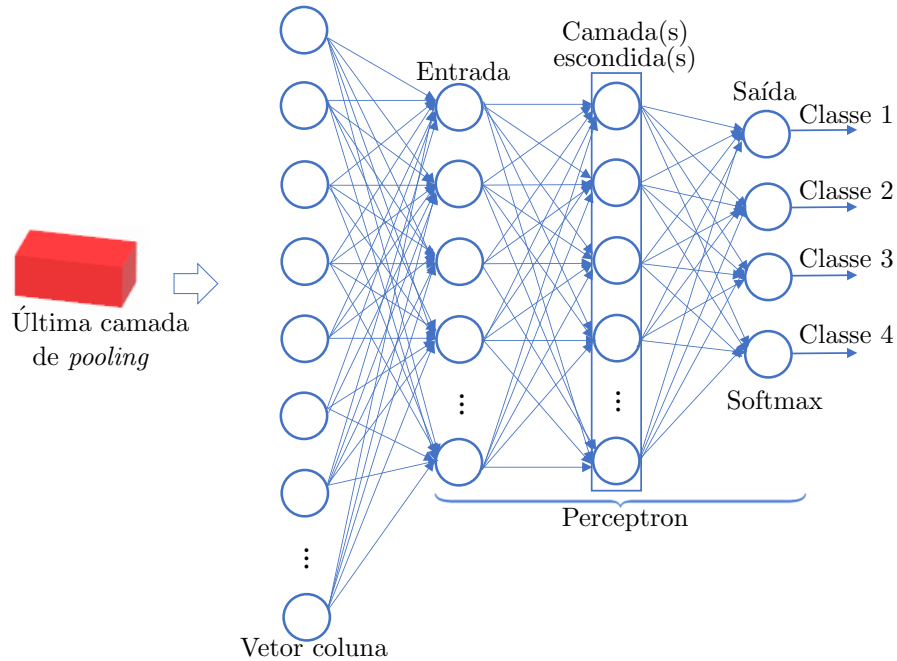 Última camada
de pooling
Vetor coluna
Entrada
Camada(s)
escondida(s)
Saída
Classe 1
Classe 2
Classe 3
Classe 4
Softmax
Perceptron